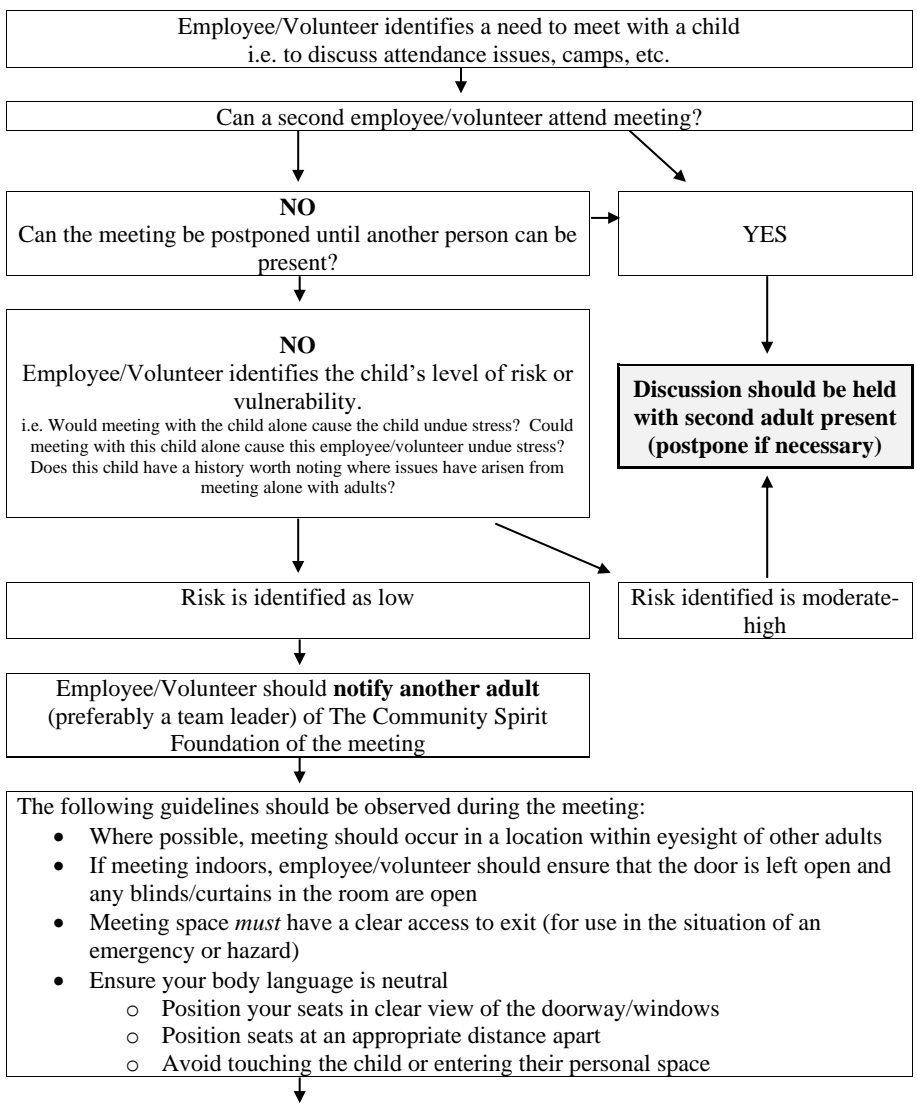 Employee/Volunteer identifies a need to meet with a child
i.e. to discuss attendance issues, camps, etc.
Can a second employee/volunteer attend meeting?
NO
Can the meeting be postponed until another person can be
present?
YES
NO
Employee/Volunteer identifies the child's level of risk or
vulnerability.
i.e. Would meeting with the child alone cause the child undue stress? Could
meeting with this child alone cause this employee/volunteer undue stress?
Does this child have a history worth noting where issues have arisen from
meeting alone with adults?
Discussion should be held
with second adult present
(postpone if necessary)
Risk is identified as low
Risk identified is moderate-
high
Employee/Volunteer should notify another adult
(preferably a team leader) of The Community Spirit
Foundation of the meeting
The following guidelines should be observed during the meeting:
• Where possible, meeting should occur in a location within eyesight of other adults
• If meeting indoors, employee/volunteer should ensure that the door is left open and
any blinds/curtains in the room are open
• Meeting space must have a clear access to exit (for use in the situation of an
emergency or hazard)
• Ensure your body language is neutral
o Position your seats in clear view of the doorway/windows
o Position seats at an appropriate distance apart
o Avoid touching the child or entering their personal space